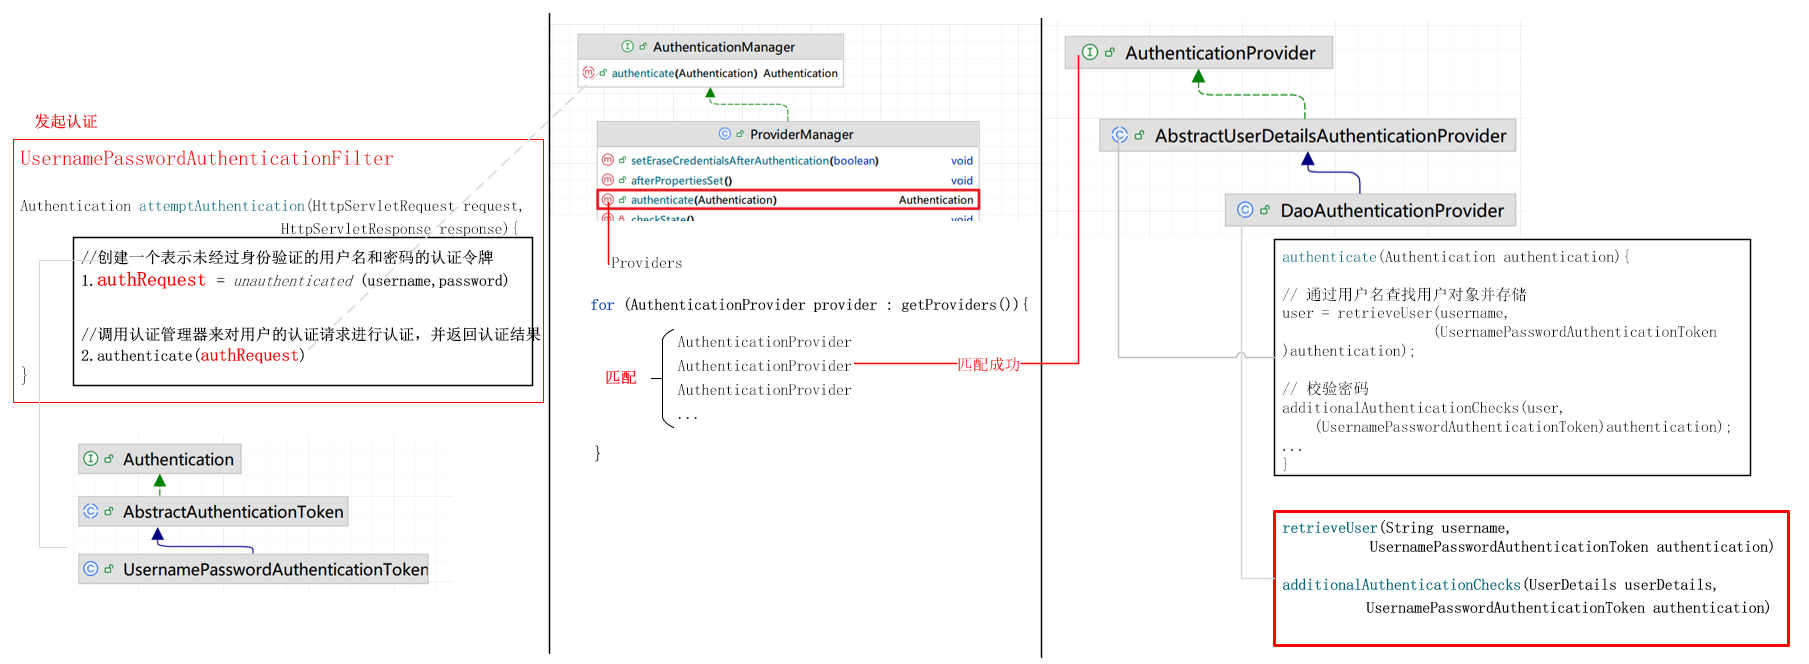 发起认证
UsernamePasswordAuthenticationFilter
Authentication attemptAuthentication(HttpServletRequest request,
HttpServletResponse response){
//创建一个表示未经过身份验证的用户名和密码的认证令牌
1.authRequest = unauthenticated (username,password)
//调用认证管理器来对用户的认证请求进行认证，并返回认证结果
2.authenticate(authRequest)
}
Authentication
AbstractAuthenticationToken
UsernamePasswordAuthenticationToken
AuthenticationManager
authenticate(Authentication) Authentication
ProviderManager
setEraseCredentialsAfterAuthentication(boolean) void
afterPropertiesSet() void
authenticate(Authentication) Authentication
checkState() void
Providers
for (AuthenticationProvider provider : getProviders()){
AuthenticationProvider
AuthenticationProvider
AuthenticationProvider
...
匹配
匹配成功
}
AuthenticationProvider
AbstractUserDetailsAuthenticationProvider
DaoAuthenticationProvider
authenticate(Authentication authentication){
// 通过用户名查找用户对象并存储
user = retrieveUser(username,
(UsernamePasswordAuthenticationToken
)authentication);
// 校验密码
additionalAuthenticationChecks(user,
(UsernamePasswordAuthenticationToken)authentication);
...
}
retrieveUser(String username,
UsernamePasswordAuthenticationToken authentication)
additionalAuthenticationChecks(UserDetails userDetails,
UsernamePasswordAuthenticationToken authentication)